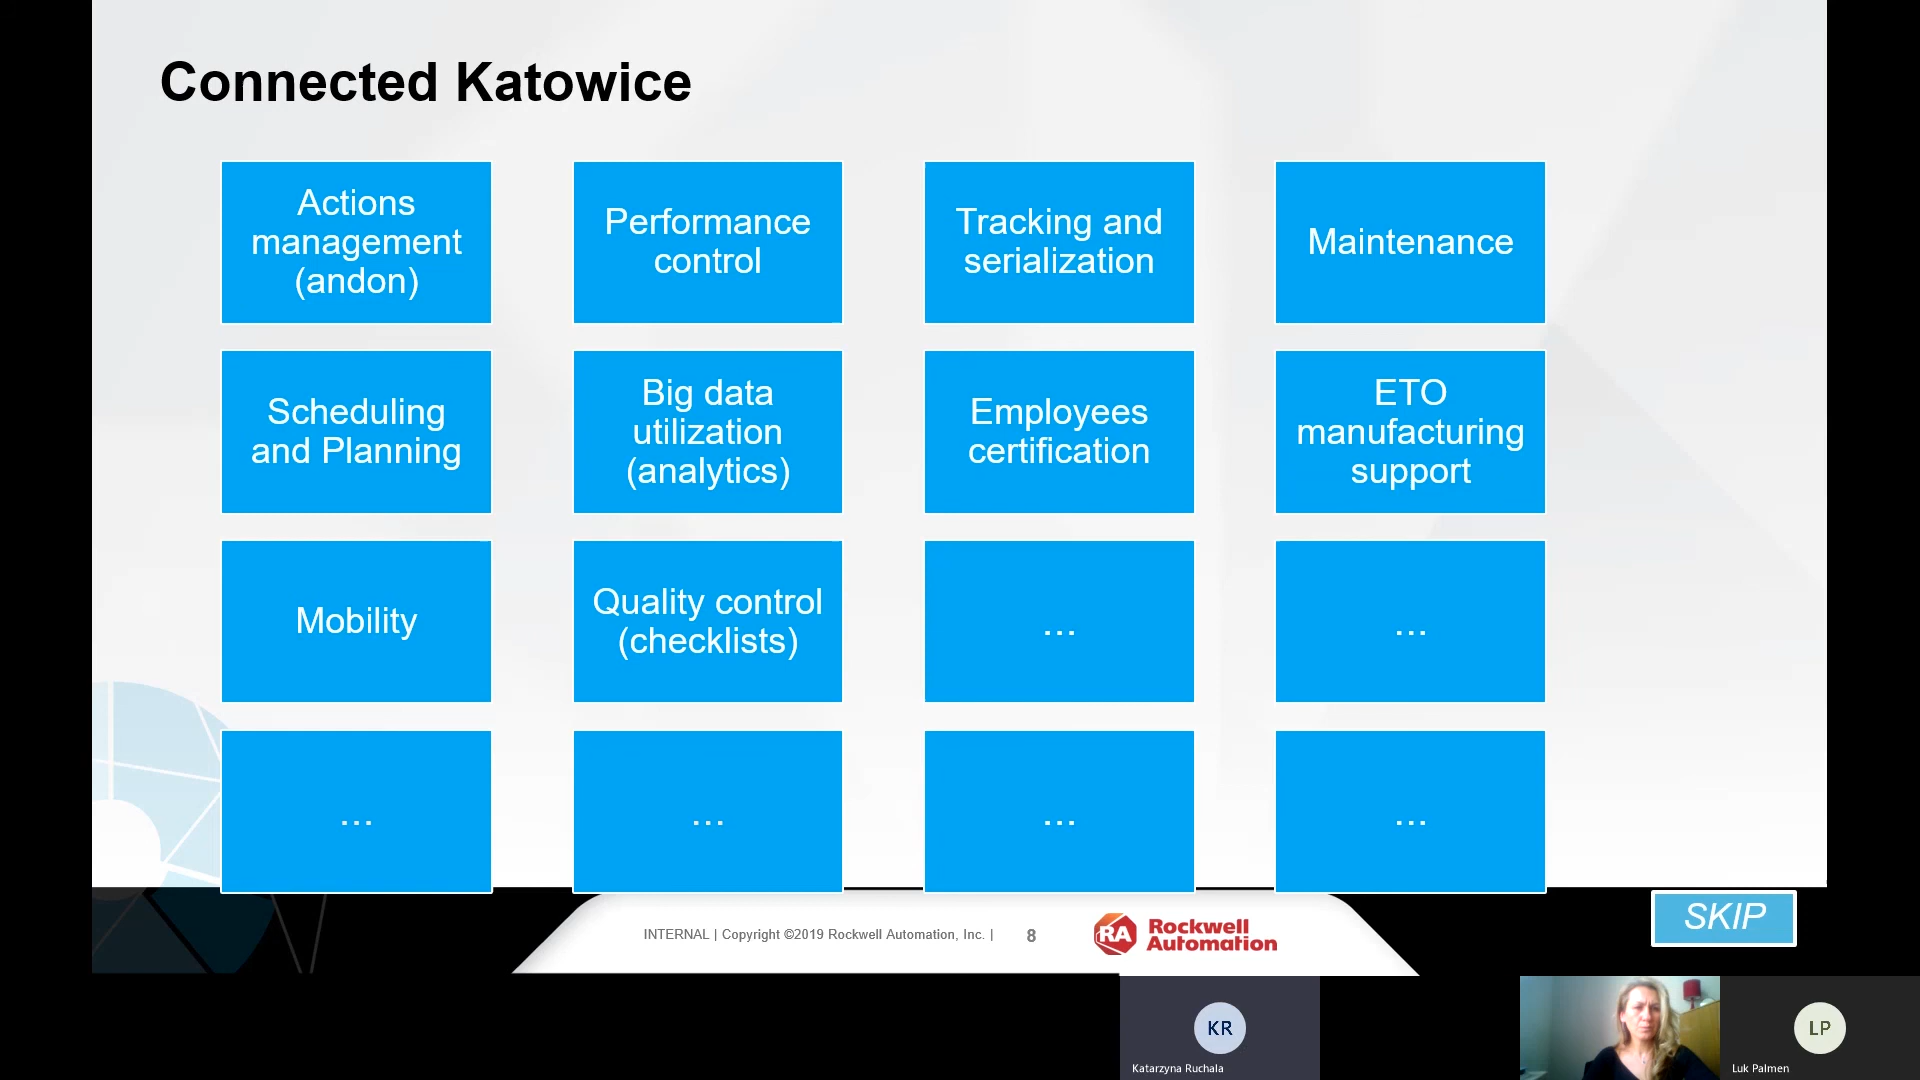 Connected Katowice
Actions
management
(andon)
Performance
control
Tracking and
serialization
Maintenance
Scheduling
and Planning
Big data
utilization
(analytics)
Employees
certification
ETO
manufacturing
support
Mobility
Quality control
(checklists)
...
...
...
...
...
...
INTERNAL | Copyright ©2019 Rockwell Automation, Inc. |
8
RA
Rockwell
Automation
SKIP
KR
Katarzyna Ruchala
LP
Luk Palmen